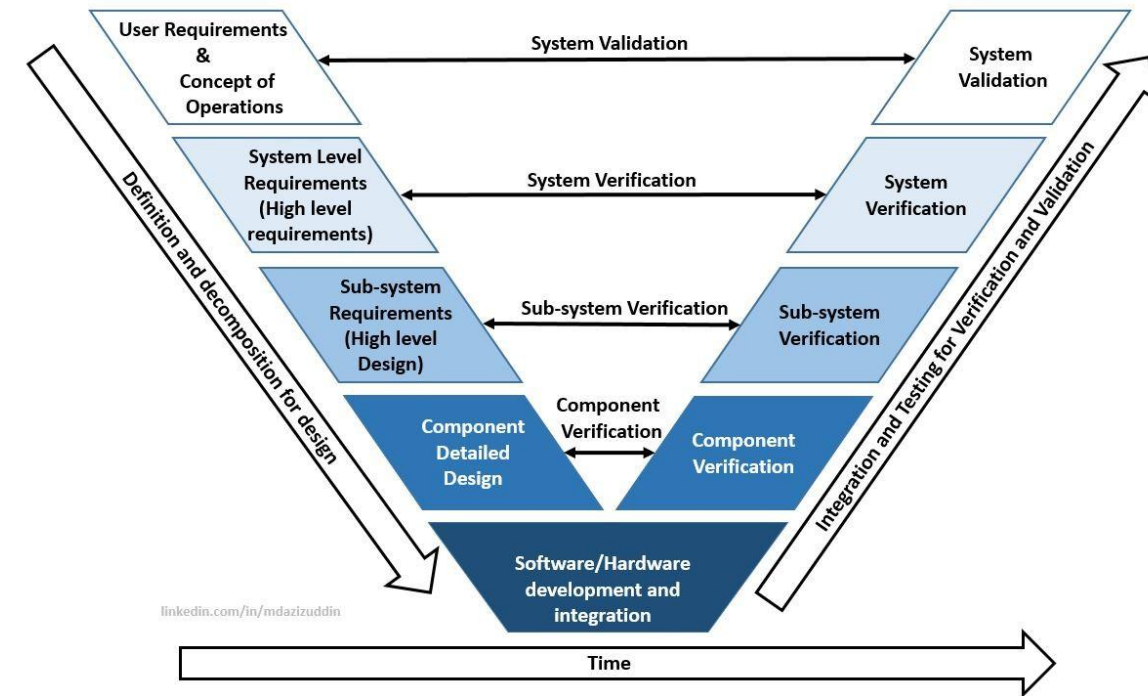 User Requirements
&
Concept of
Operations
System Validation
System
Validation
System Level
Requirements
(High level
requirements)
System Verification
System
Verification
Sub-system
Requirements
(High level
Design)
Sub-system Verification
Sub-system
Verification
Component
Detailed
Design
Component
Verification
Component
Verification
Software/Hardware
development and
integration
Definition and decomposition for design
Integration and Testing for Verification and Validation
linkedin.com/in/mdazizuddin
Time